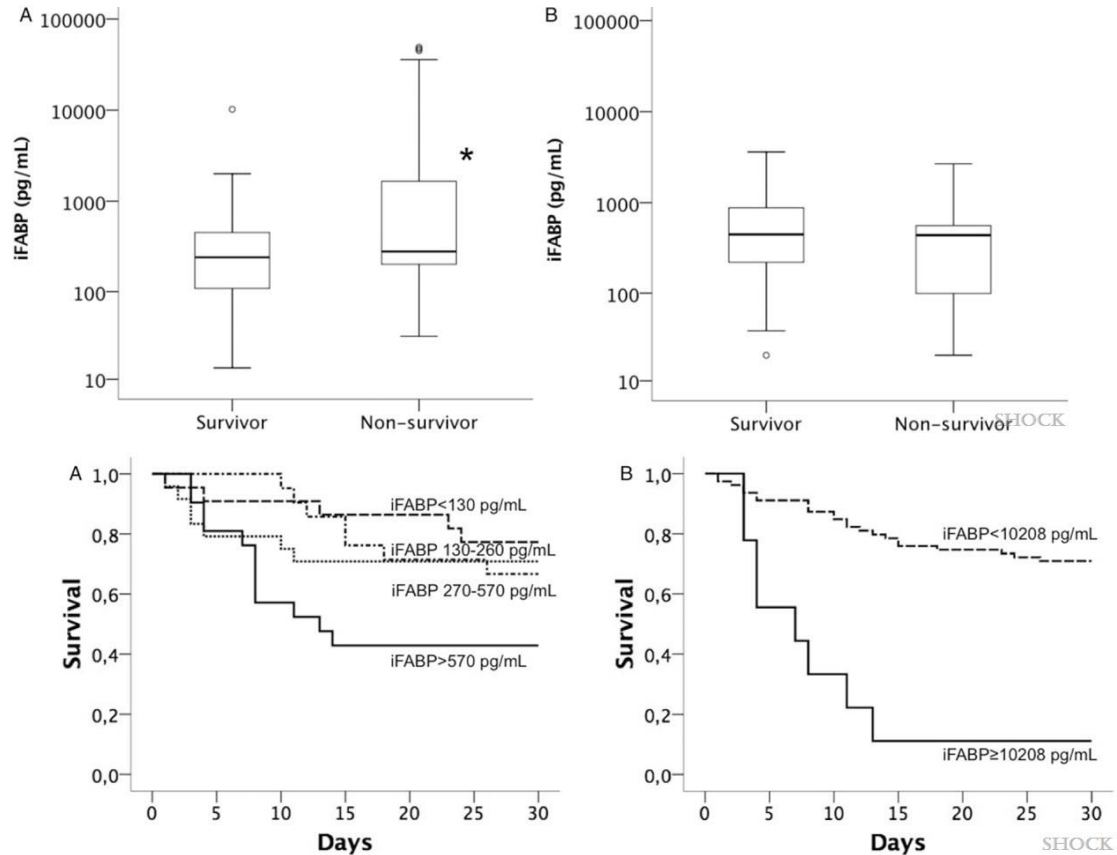 A
100000
10000
1000
100
10
iFABP (pg/mL)
*
Survivor
Non-survivor
B
100000
10000
1000
100
10
iFABP (pg/mL)
Survivor
Non-survivor
SHOCK
A
1,0
0,8
0,6
0,4
0,2
0,0
Survival
iFABP<130 pg/mL
iFABP 130-260 pg/mL
iFABP 270-570 pg/mL
iFABP>570 pg/mL
0 5 10 15 20 25 30
Days
B
1,0
0,8
0,6
0,4
0,2
0,0
Survival
iFABP<10208 pg/mL
iFABP≥10208 pg/mL
0 5 10 15 20 25 30
Days
SHOCK